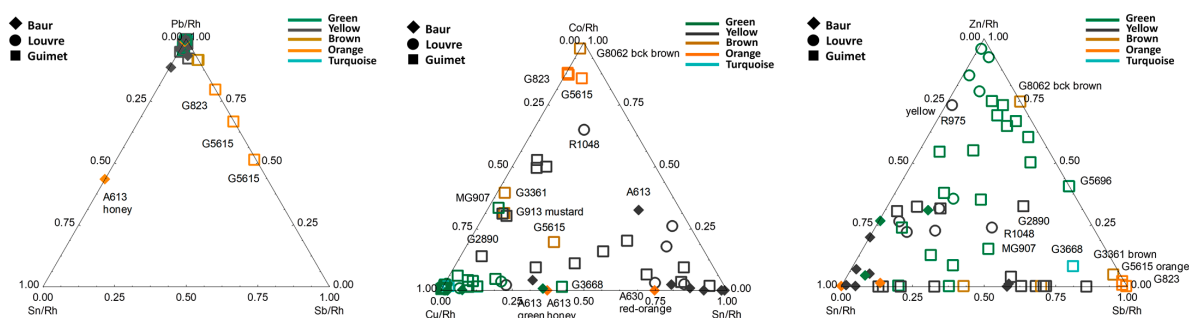 Pb/Rh
Baur
Louvre
Guimet
0.00 1.00
Green
Yellow
Brown
Orange
Turquoise
0.25
0.75
G823
G5615
0.50
0.50
G5615
A613
honey
0.75
0.25
1.00
0.00
0.00
0.25
0.50
0.75
1.00
Sn/Rh
Sb/Rh
Co/Rh
Baur
Louvre
Guimet
0.00 1.00
Green
Yellow
Brown
Orange
Turquoise
G8062 bck brown
G823
G5615
0.25
0.75
R1048
0.50
0.50
MG907
G3361
A613
G913 mustard
0.75
0.25
G5615
G2890
G3668
1.00
0.00
0.00
A613
A613
A630
1.00
green honey
red-orange
Cu/Rh
Sn/Rh
Zn/Rh
Baur
Louvre
Guimet
0.00 1.00
Green
Yellow
Brown
Orange
Turquoise
G8062 bck brown
0.25
0.75
yellow
R975
0.50
0.50
G5696
G2890
0.75
0.25
R1048
MG907
G3668
G3361 brown
G5615 orange
G823
1.00
0.00
0.00
0.25
0.50
0.75
1.00
Sn/Rh
Sb/Rh